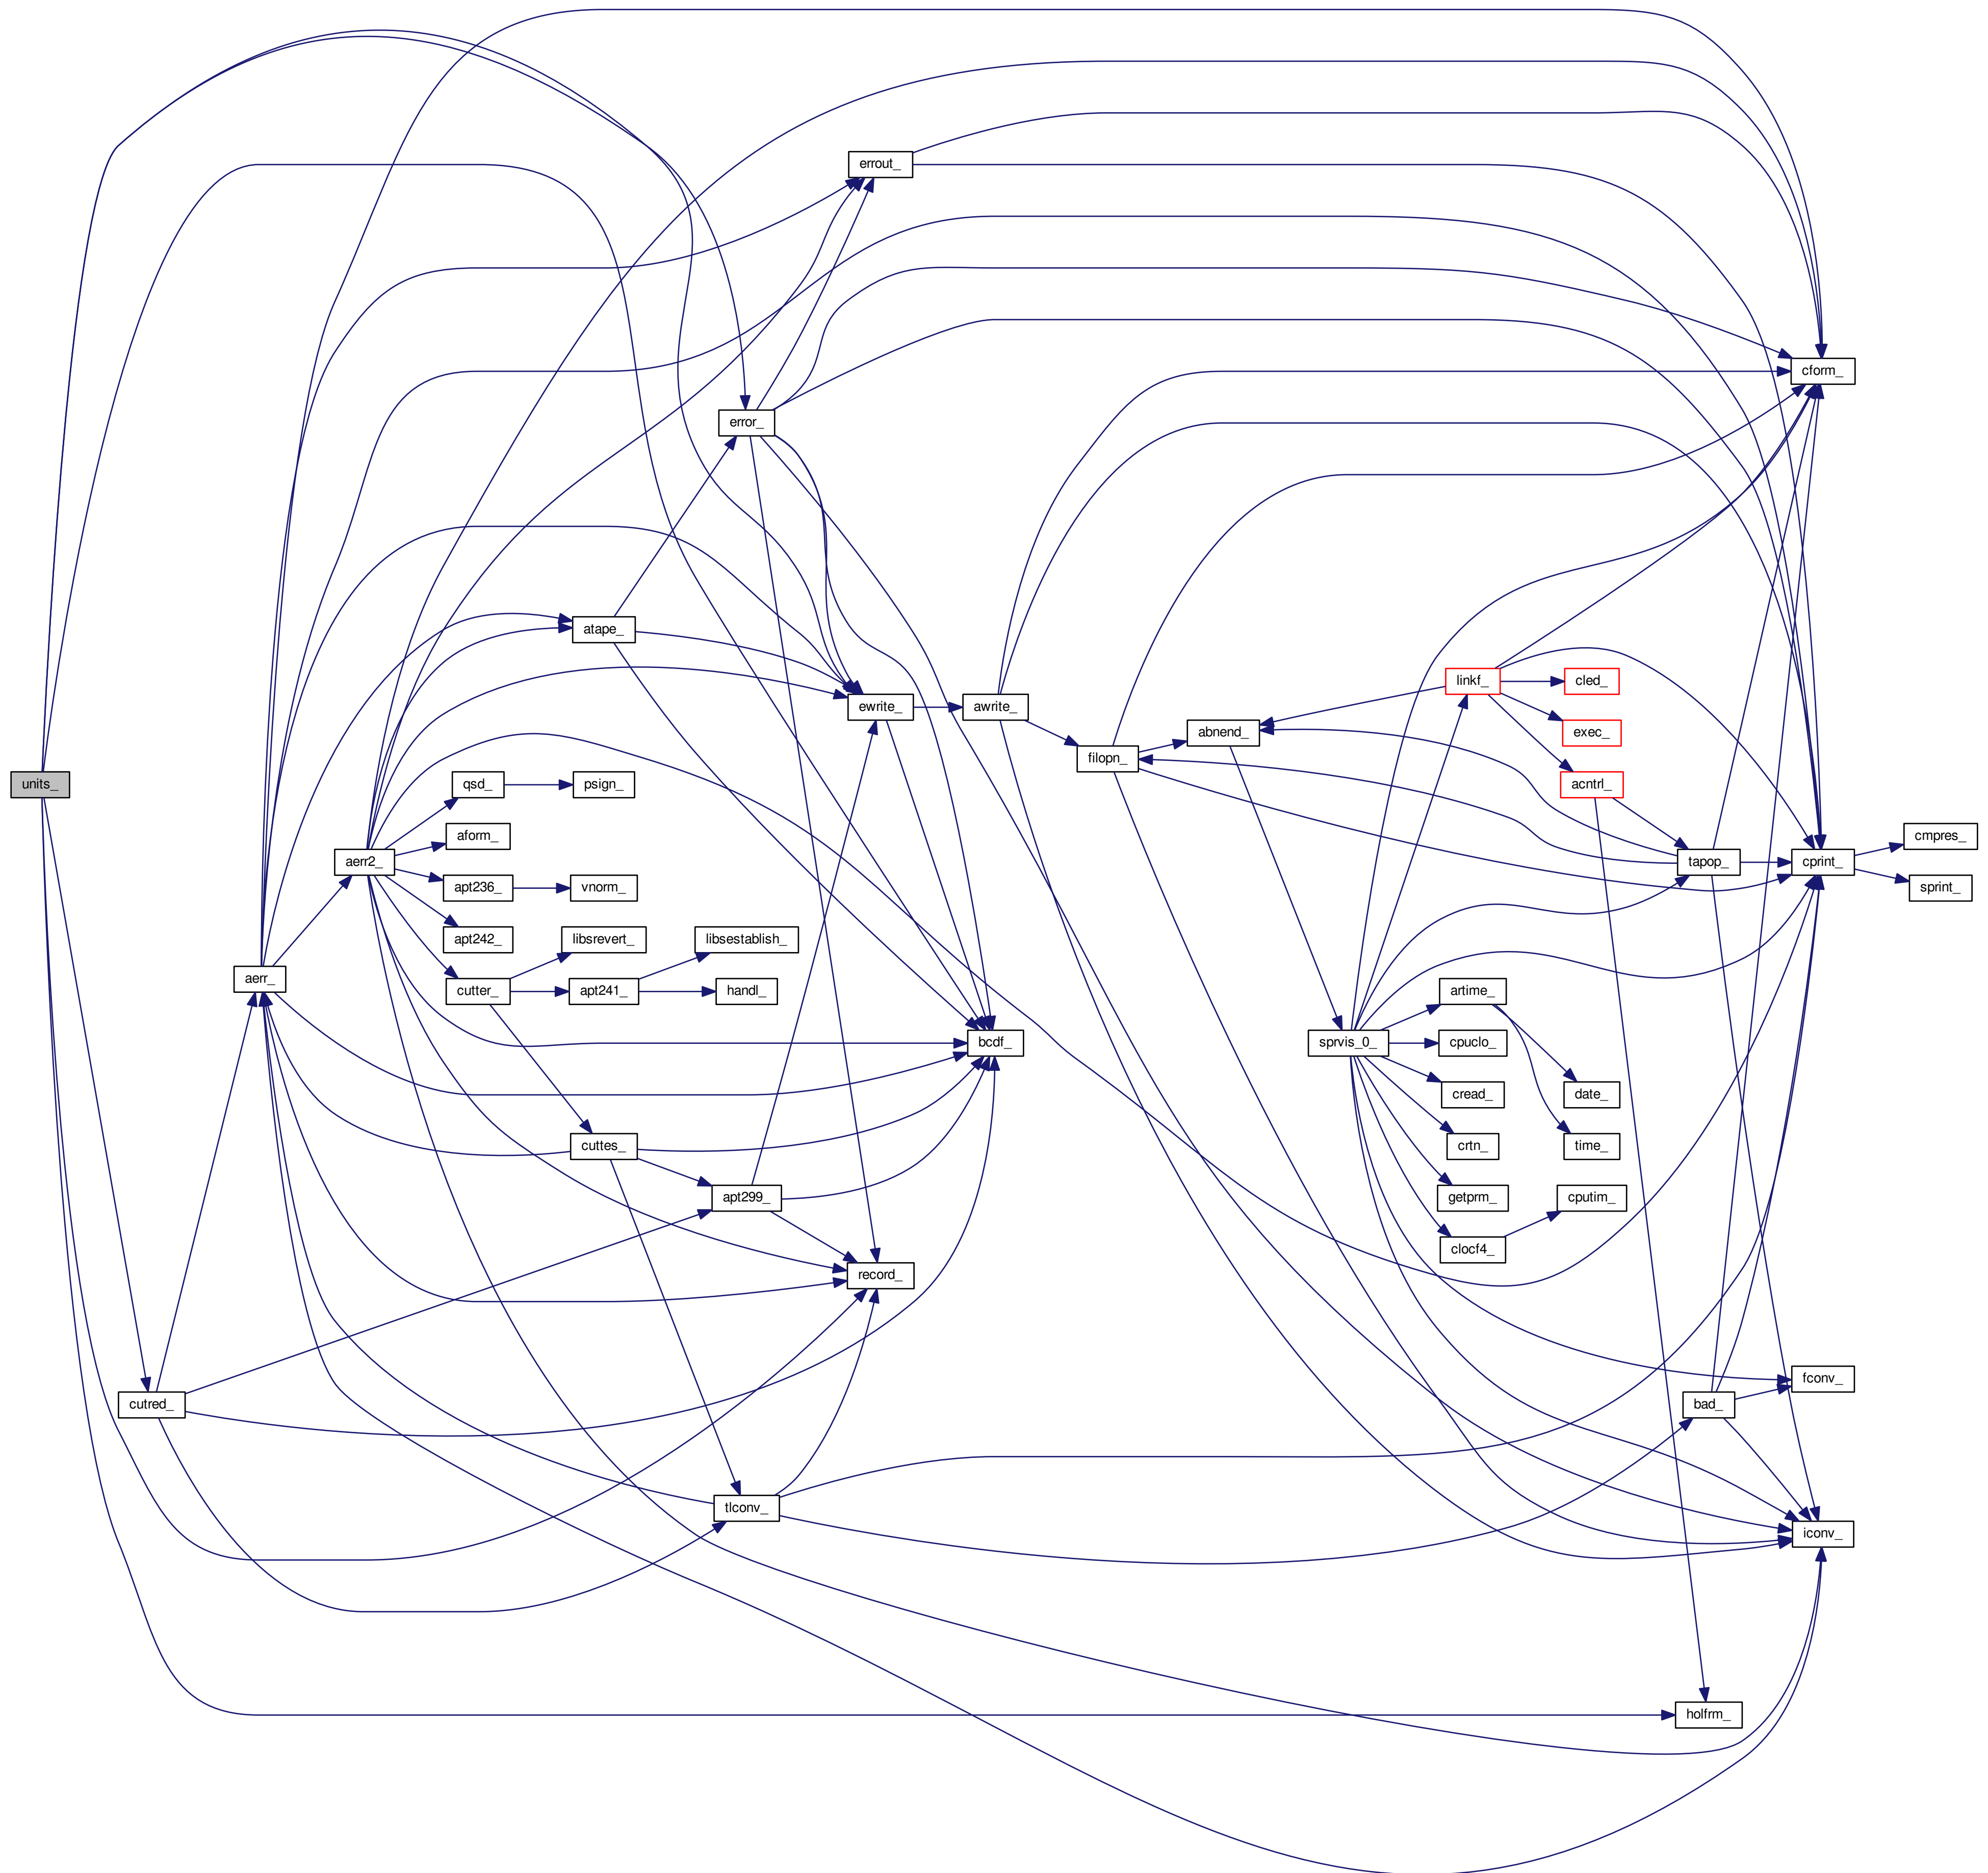 errout_
cform_
error_
atape_
cled_
linkf_
ewrite_
awrite_
exec_
abnend_
filopn_
units_
qsd_
psign_
acntrl_
aform_
cmpres_
aerr2_
tapop_
cprint_
apt236_
vnorm_
sprint_
apt242_
libsrevert_
libsestablish_
aerr_
cutter_
apt241_
handl_
artime_
bcdf_
sprvis_0_
cpuclo_
cread_
date_
cuttes_
crtn_
time_
apt299_
getprm_
cputim_
clocf4_
record_
fconv_
cutred_
bad_
tlconv_
iconv_
holfrm_